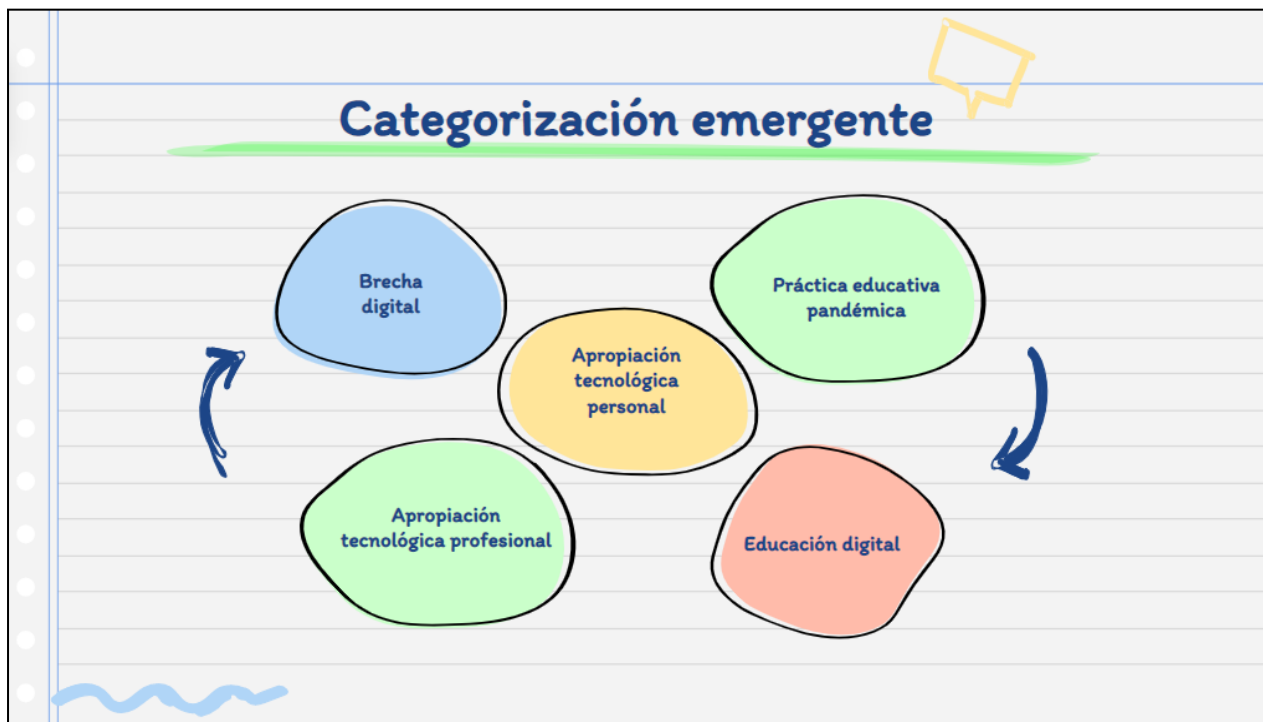 Categorización emergente
Brecha
digital
Práctica educativa
pandémica
Apropiación
tecnológica
personal
Apropiación
tecnológica profesional
Educación digital